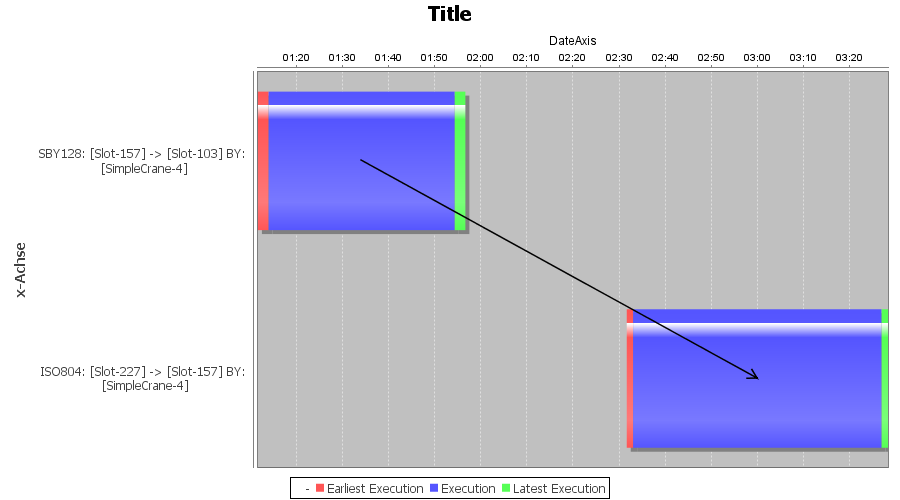 Title
DateAxis
01:20 01:30 01:40 01:50 02:00 02:10 02:20 02:30 02:40 02:50 03:00 03:10 03:20
SBY128: [Slot-157] -> [Slot-103] BY:
[SimpleCrane-4]
x-Achse
ISO804: [Slot-227] -> [Slot-157] BY:
[SimpleCrane-4]
- Earliest Execution Execution Latest Execution